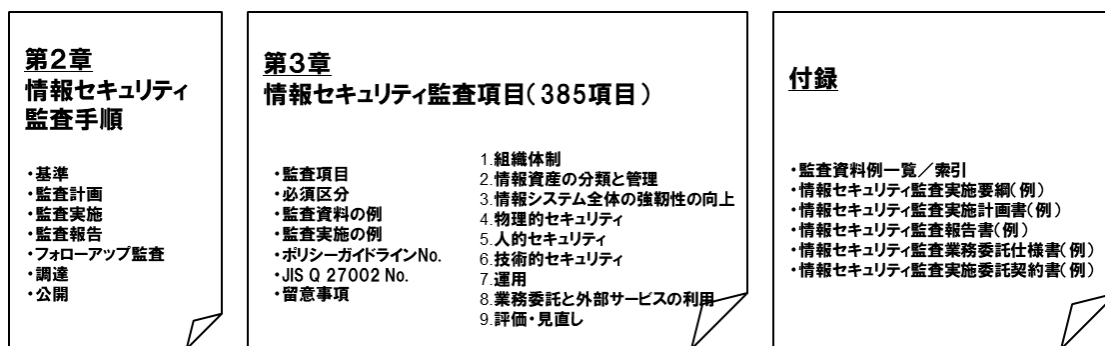 第2章
情報セキュリティ
監査手順
・基準
・監査計画
・監査実施
・監査報告
・フォローアップ監査
・調達
・公開
第3章
情報セキュリティ監査項目(385項目)
・監査項目
・必須区分
・監査資料の例
・監査実施の例
・ポリシーガイドラインNo.
・JIS Q 27002 No.
・留意事項
1.組織体制
2.情報資産の分類と管理
3.情報システム全体の強靭性の向上
4.物理的セキュリティ
5.人的セキュリティ
6.技術的セキュリティ
7.運用
8.業務委託と外部サービスの利用
9.評価・見直し
付録
・監査資料例一覧/索引
・情報セキュリティ監査実施要綱(例)
・情報セキュリティ監査実施計画書(例)
・情報セキュリティ監査報告書(例)
・情報セキュリティ監査業務委託仕様書(例)
・情報セキュリティ監査実施委託契約書(例)